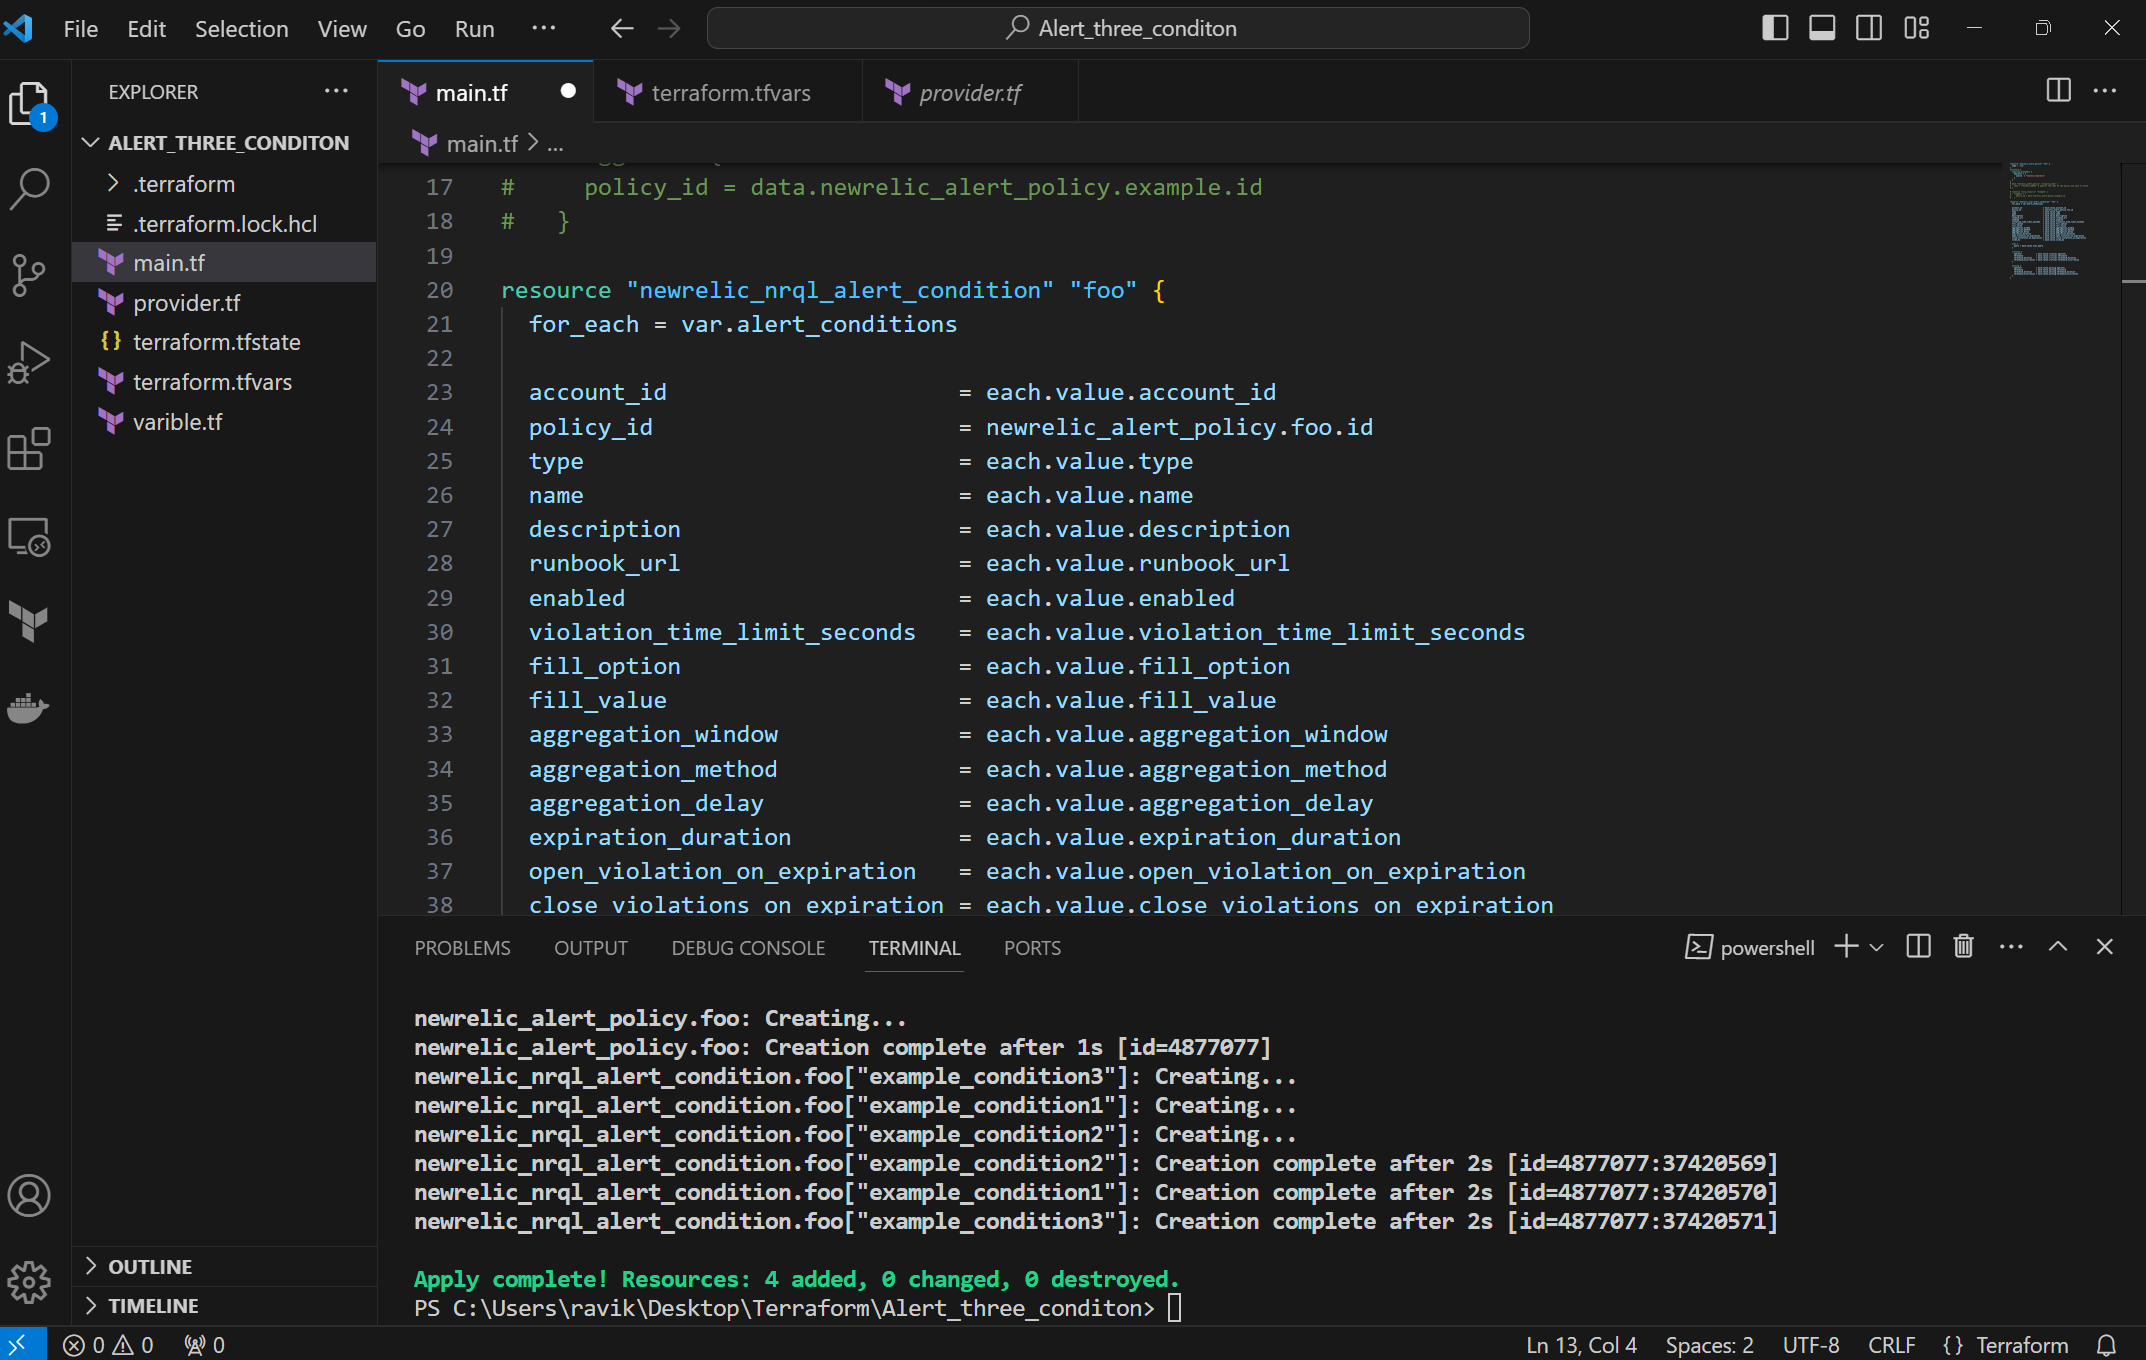 File Edit Selection View Go Run ··· Alert_three_conditon
EXPLORER ···
1
ALERT_THREE_CONDITON
.terraform
.terraform.lock.hcl
main.tf
provider.tf
{} terraform.tfstate
terraform.tfvars
varible.tf
OUTLINE
TIMELINE
main.tf terraform.tfvars provider.tf
main.tf > ...
17 #     policy_id = data.newrelic_alert_policy.example.id
18 #   }
19
20 resource "newrelic_nrql_alert_condition" "foo" {
21   for_each = var.alert_conditions
22
23   account_id                     = each.value.account_id
24   policy_id                      = newrelic_alert_policy.foo.id
25   type                           = each.value.type
26   name                           = each.value.name
27   description                    = each.value.description
28   runbook_url                    = each.value.runbook_url
29   enabled                        = each.value.enabled
30   violation_time_limit_seconds   = each.value.violation_time_limit_seconds
31   fill_option                    = each.value.fill_option
32   fill_value                     = each.value.fill_value
33   aggregation_window             = each.value.aggregation_window
34   aggregation_method             = each.value.aggregation_method
35   aggregation_delay              = each.value.aggregation_delay
36   expiration_duration            = each.value.expiration_duration
37   open_violation_on_expiration   = each.value.open_violation_on_expiration
38   close_violations_on_expiration = each.value.close_violations_on_expiration
PROBLEMS OUTPUT DEBUG CONSOLE TERMINAL PORTS powershell
newrelic_alert_policy.foo: Creating...
newrelic_alert_policy.foo: Creation complete after 1s [id=4877077]
newrelic_nrql_alert_condition.foo["example_condition3"]: Creating...
newrelic_nrql_alert_condition.foo["example_condition1"]: Creating...
newrelic_nrql_alert_condition.foo["example_condition2"]: Creating...
newrelic_nrql_alert_condition.foo["example_condition2"]: Creation complete after 2s [id=4877077:37420569]
newrelic_nrql_alert_condition.foo["example_condition1"]: Creation complete after 2s [id=4877077:37420570]
newrelic_nrql_alert_condition.foo["example_condition3"]: Creation complete after 2s [id=4877077:37420571]
Apply complete! Resources: 4 added, 0 changed, 0 destroyed.
PS C:\Users\ravik\Desktop\Terraform\Alert_three_conditon>
0 0 0 Ln 13, Col 4 Spaces: 2 UTF-8 CRLF {} Terraform